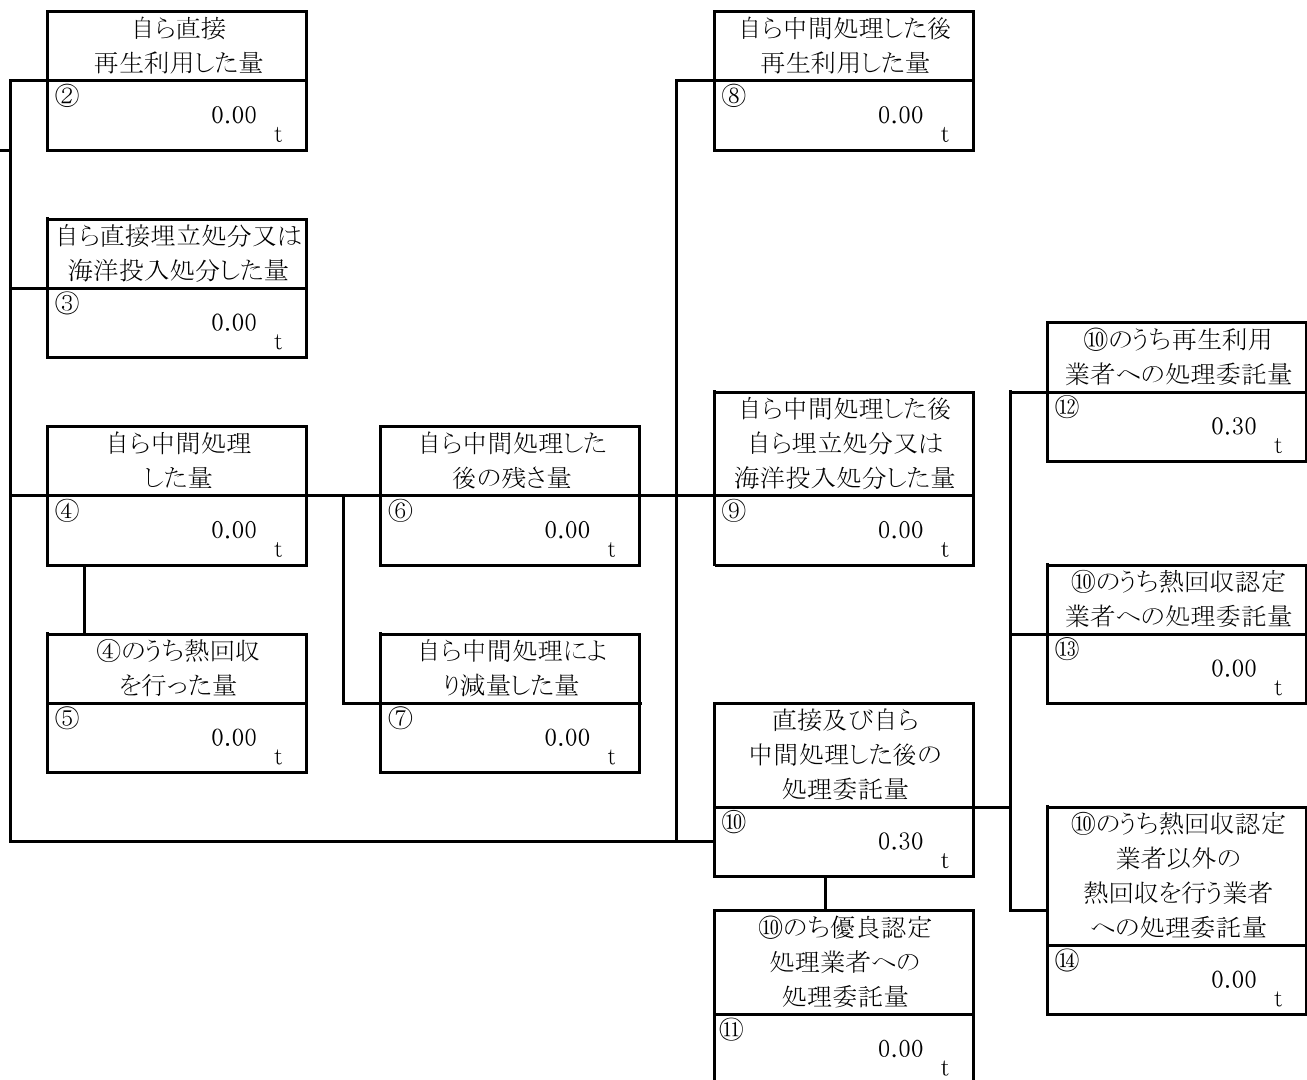 自ら直接
再生利用した量
②
0.00
t
自ら直接埋立処分又は
海洋投入処分した量
③
0.00
t
自ら中間処理
した量
④
0.00
t
④のうち熱回収
を行った量
⑤
0.00
t
自ら中間処理した
後の残さ量
⑥
0.00
t
自ら中間処理によ
り減量した量
⑦
0.00
t
自ら中間処理した後
再生利用した量
⑧
0.00
t
自ら中間処理した後
自ら埋立処分又は
海洋投入処分した量
⑨
0.00
t
直接及び自ら
中間処理した後の
処理委託量
⑩
0.30
t
⑩のち優良認定
処理業者への
処理委託量
⑪
0.00
t
⑩のうち再生利用
業者への処理委託量
⑫
0.30
t
⑩のうち熱回収認定
業者への処理委託量
⑬
0.00
t
⑩のうち熱回収認定
業者以外の
熱回収を行う業者
への処理委託量
⑭
0.00
t